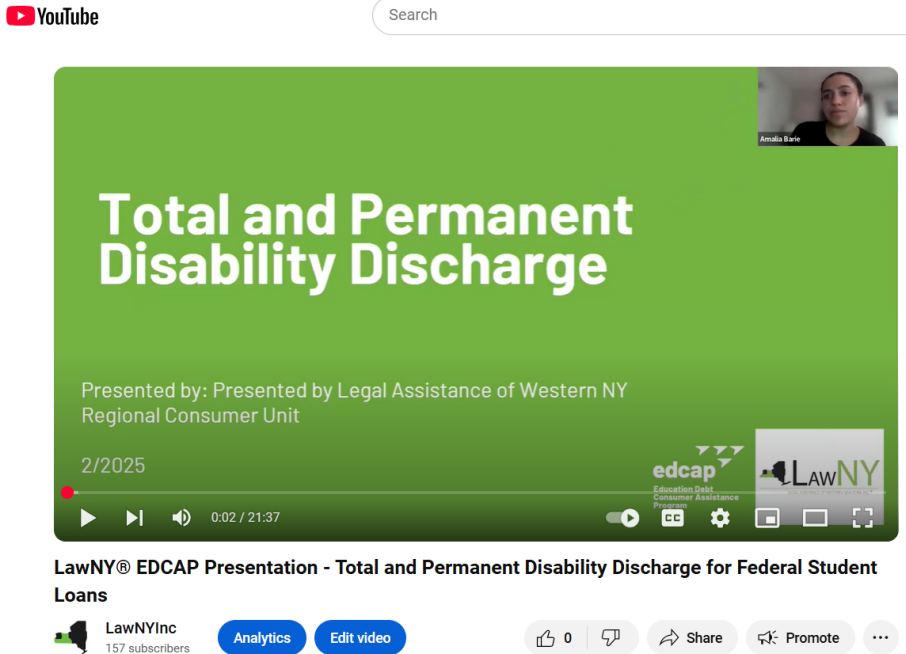 YouTube
Search
Amalia Barie
Total and Permanent
Disability Discharge
Presented by: Presented by Legal Assistance of Western NY
Regional Consumer Unit
2/2025
edcap
Education Debt
Consumer Assistance
Program
LAWNY
0:02 / 21:37
CC
LawNY® EDCAP Presentation - Total and Permanent Disability Discharge for Federal Student
Loans
LawNYInc
157 subscribers
Analytics
Edit video
0
Share
Promote